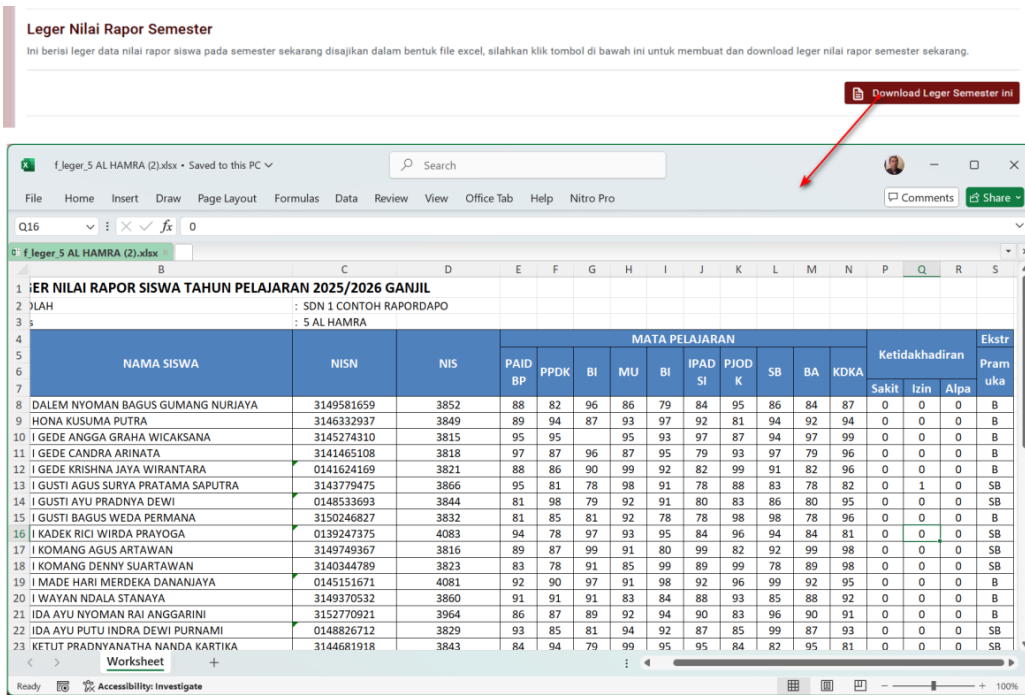 Leger Nilai Rapor Semester
Ini berisi leger data nilai rapor siswa pada semester sekarang disajikan dalam bentuk file excel, silahkan klik tombol di bawah ini untuk membuat dan download leger nilai rapor semester sekarang.
Download Leger Semester ini
f_leger_5 AL HAMRA (2).xlsx • Saved to this PC
Search
File Home Insert Draw Page Layout Formulas Data Review View Office Tab Help Nitro Pro Comments Share
Q16 fx 0
f_leger_5 AL HAMRA (2).xlsx
B C D E F G H I J K L M N P Q R S
1 GER NILAI RAPOR SISWA TAHUN PELAJARAN 2025/2026 GANJIL
2 OLAH : SDN 1 CONTOH RAPORDAPO
3 s : 5 AL HAMRA
4 MATA PELAJARAN Ketidakhadiran Ekstr
5 6 7 NAMA SISWA NISN NIS PAID BP PPDK BI MU BI IPAD SI PJOD K SB BA KDKA Sakit Izin Alpa Pram uka
8 DALEM NYOMAN BAGUS GUMANG NURJAYA 3149581659 3852 88 82 96 86 79 84 95 86 84 87 0 0 0 B
9 HONA KUSUMA PUTRA 3146332937 3849 89 94 87 93 97 92 81 94 92 94 0 0 0 B
10 I GEDE ANGGA GRAHA WICAKSANA 3145274310 3815 95 95 95 93 97 87 94 97 99 0 0 0 B
11 I GEDE CANDRA ARINATA 3141465108 3818 97 87 96 87 95 79 93 97 79 96 0 0 0 B
12 I GEDE KRISHNA JAYA WIRANTARA 0141624169 3821 88 86 90 99 92 82 99 91 82 96 0 0 0 B
13 I GUSTI AGUS SURYA PRATAMA SAPUTRA 3143779475 3866 95 81 78 98 91 78 88 83 78 82 0 1 0 SB
14 I GUSTI AYU PRADNYA DEWI 0148533693 3844 81 98 79 92 91 80 83 86 80 95 0 0 0 SB
15 I GUSTI BAGUS WEDA PERMANA 3150246827 3832 81 85 81 92 78 78 98 98 78 96 0 0 0 B
16 I KADEK RICI WIRDA PRAYOGA 0139247375 4083 94 78 97 93 95 84 96 94 84 81 0 0 0 SB
17 I KOMANG AGUS ARTAWAN 3149749367 3816 89 87 99 91 80 99 82 92 99 98 0 0 0 SB
18 I KOMANG DENNY SUARTAWAN 3140344789 3823 83 78 91 85 99 89 99 78 89 98 0 0 0 SB
19 I MADE HARI MERDEKA DANANJAYA 0145151671 4081 92 90 97 91 98 92 96 99 92 95 0 0 0 B
20 I WAYAN NDALA STANAYA 3149370532 3860 91 91 91 83 84 88 93 85 88 92 0 0 0 B
21 IDA AYU NYOMAN RAI ANGGARINI 3152770921 3964 86 87 89 92 94 90 83 96 90 91 0 0 0 B
22 IDA AYU PUTU INDRA DEWI PURNAMI 0148826712 3829 93 85 81 94 92 87 85 99 87 93 0 0 0 SB
23 KETUT PRADNYANATHA NANDA KARTIKA 3144681918 3843 84 94 79 99 95 95 84 82 95 81 0 0 0 SB
Worksheet
Ready Accessibility: Investigate 100%